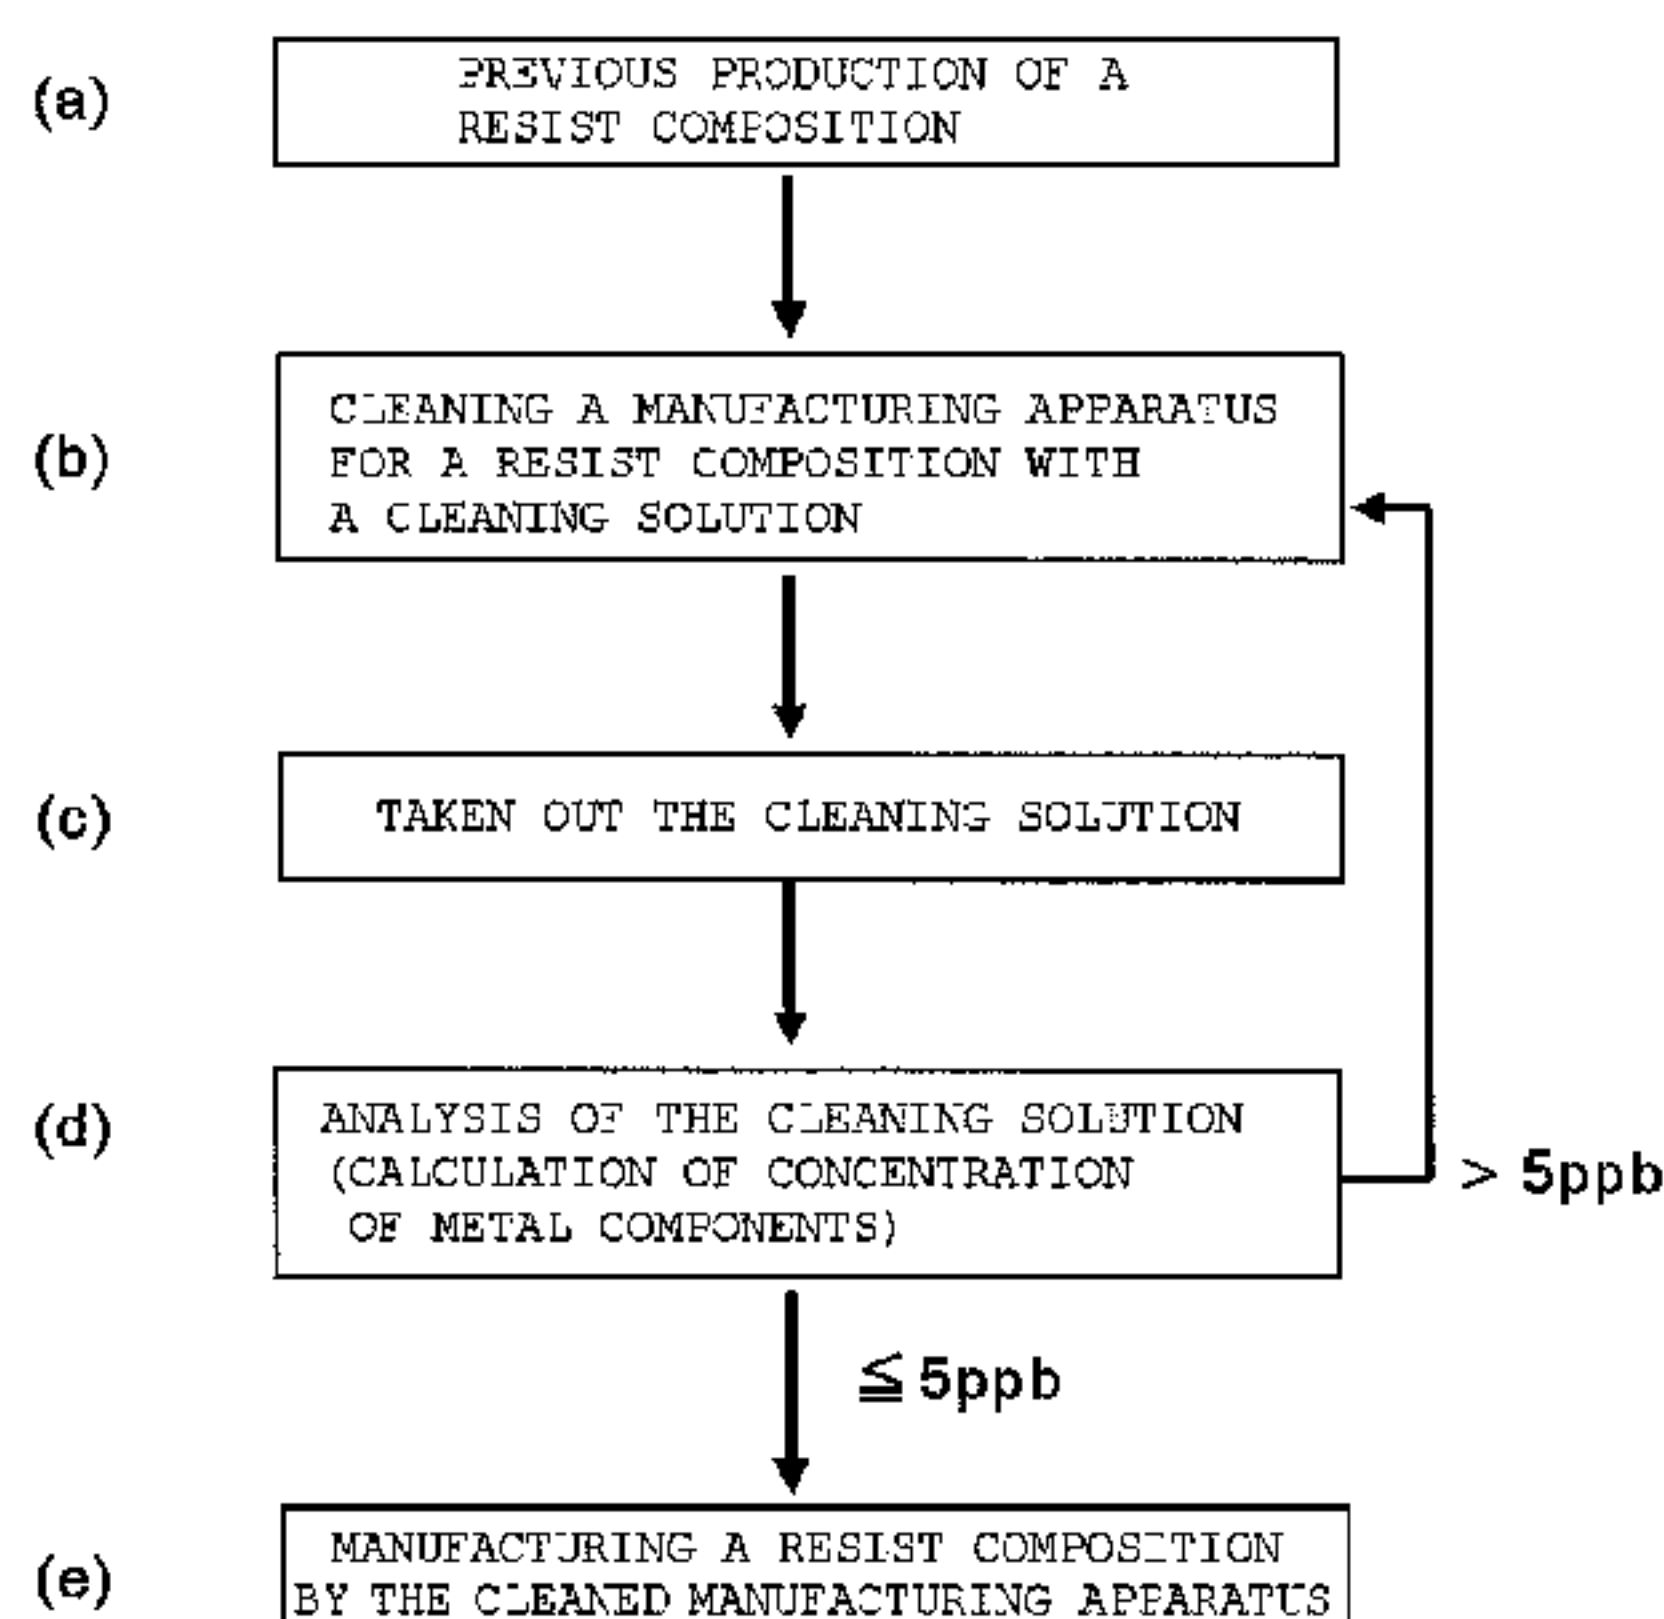 (a)
PREVIOUS PRODUCTION OF A
RESIST COMPOSITION
(b)
CLEANING A MANUFACTURING APPARATUS
FOR A RESIST COMPOSITION WITH
A CLEANING SOLUTION
(c)
TAKEN OUT THE CLEANING SOLUTION
(d)
ANALYSIS OF THE CLEANING SOLUTION
(CALCULATION OF CONCENTRATION
OF METAL COMPONENTS)
> 5ppb
≦ 5ppb
(e)
MANUFACTURING A RESIST COMPOSITION
BY THE CLEANED MANUFACTURING APPARATUS